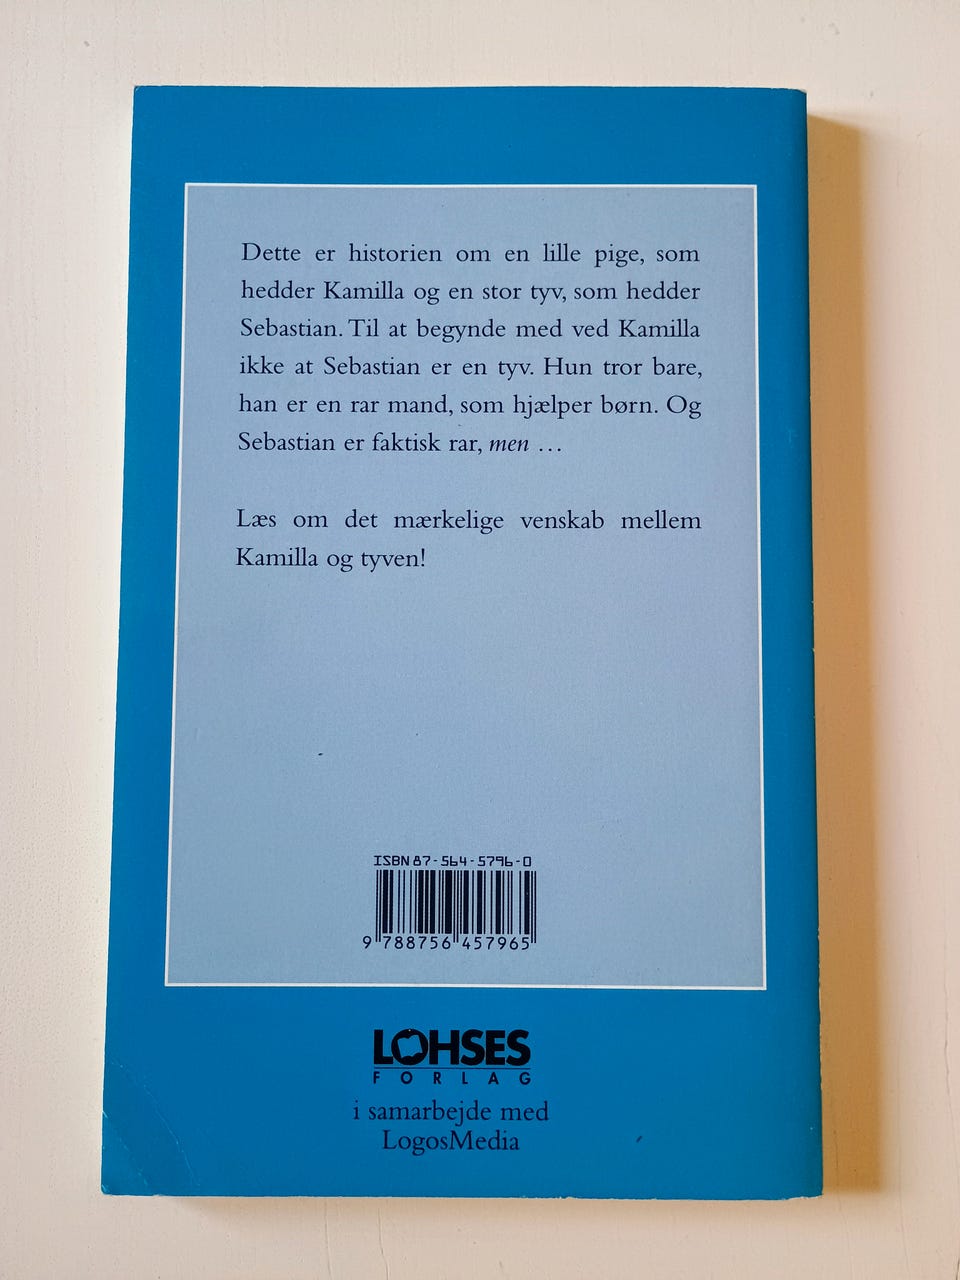 Dette er historien om en lille pige, som
hedder Kamilla og en stor tyv, som hedder
Sebastian. Til at begynde med ved Kamilla
ikke at Sebastian er en tyv. Hun tror bare,
han er en rar mand, som hjælper børn. Og
Sebastian er faktisk rar, men …
Læs om det mærkelige venskab mellem
Kamilla og tyven!
ISBN 87-564-5796-0
9 788756 457965
LOHSES
FORLAG
i samarbejde med
LogosMedia